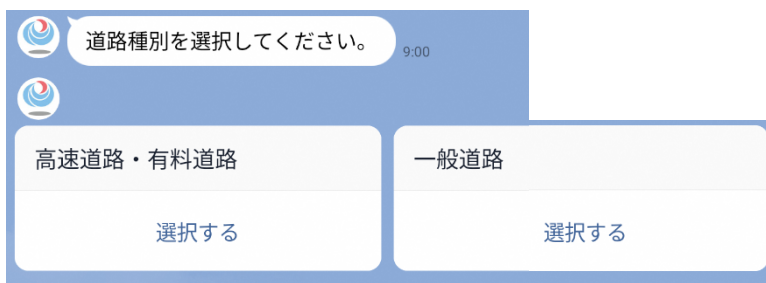 道路種別を選択してください。
9:00
高速道路・有料道路
一般道路
選択する
選択する